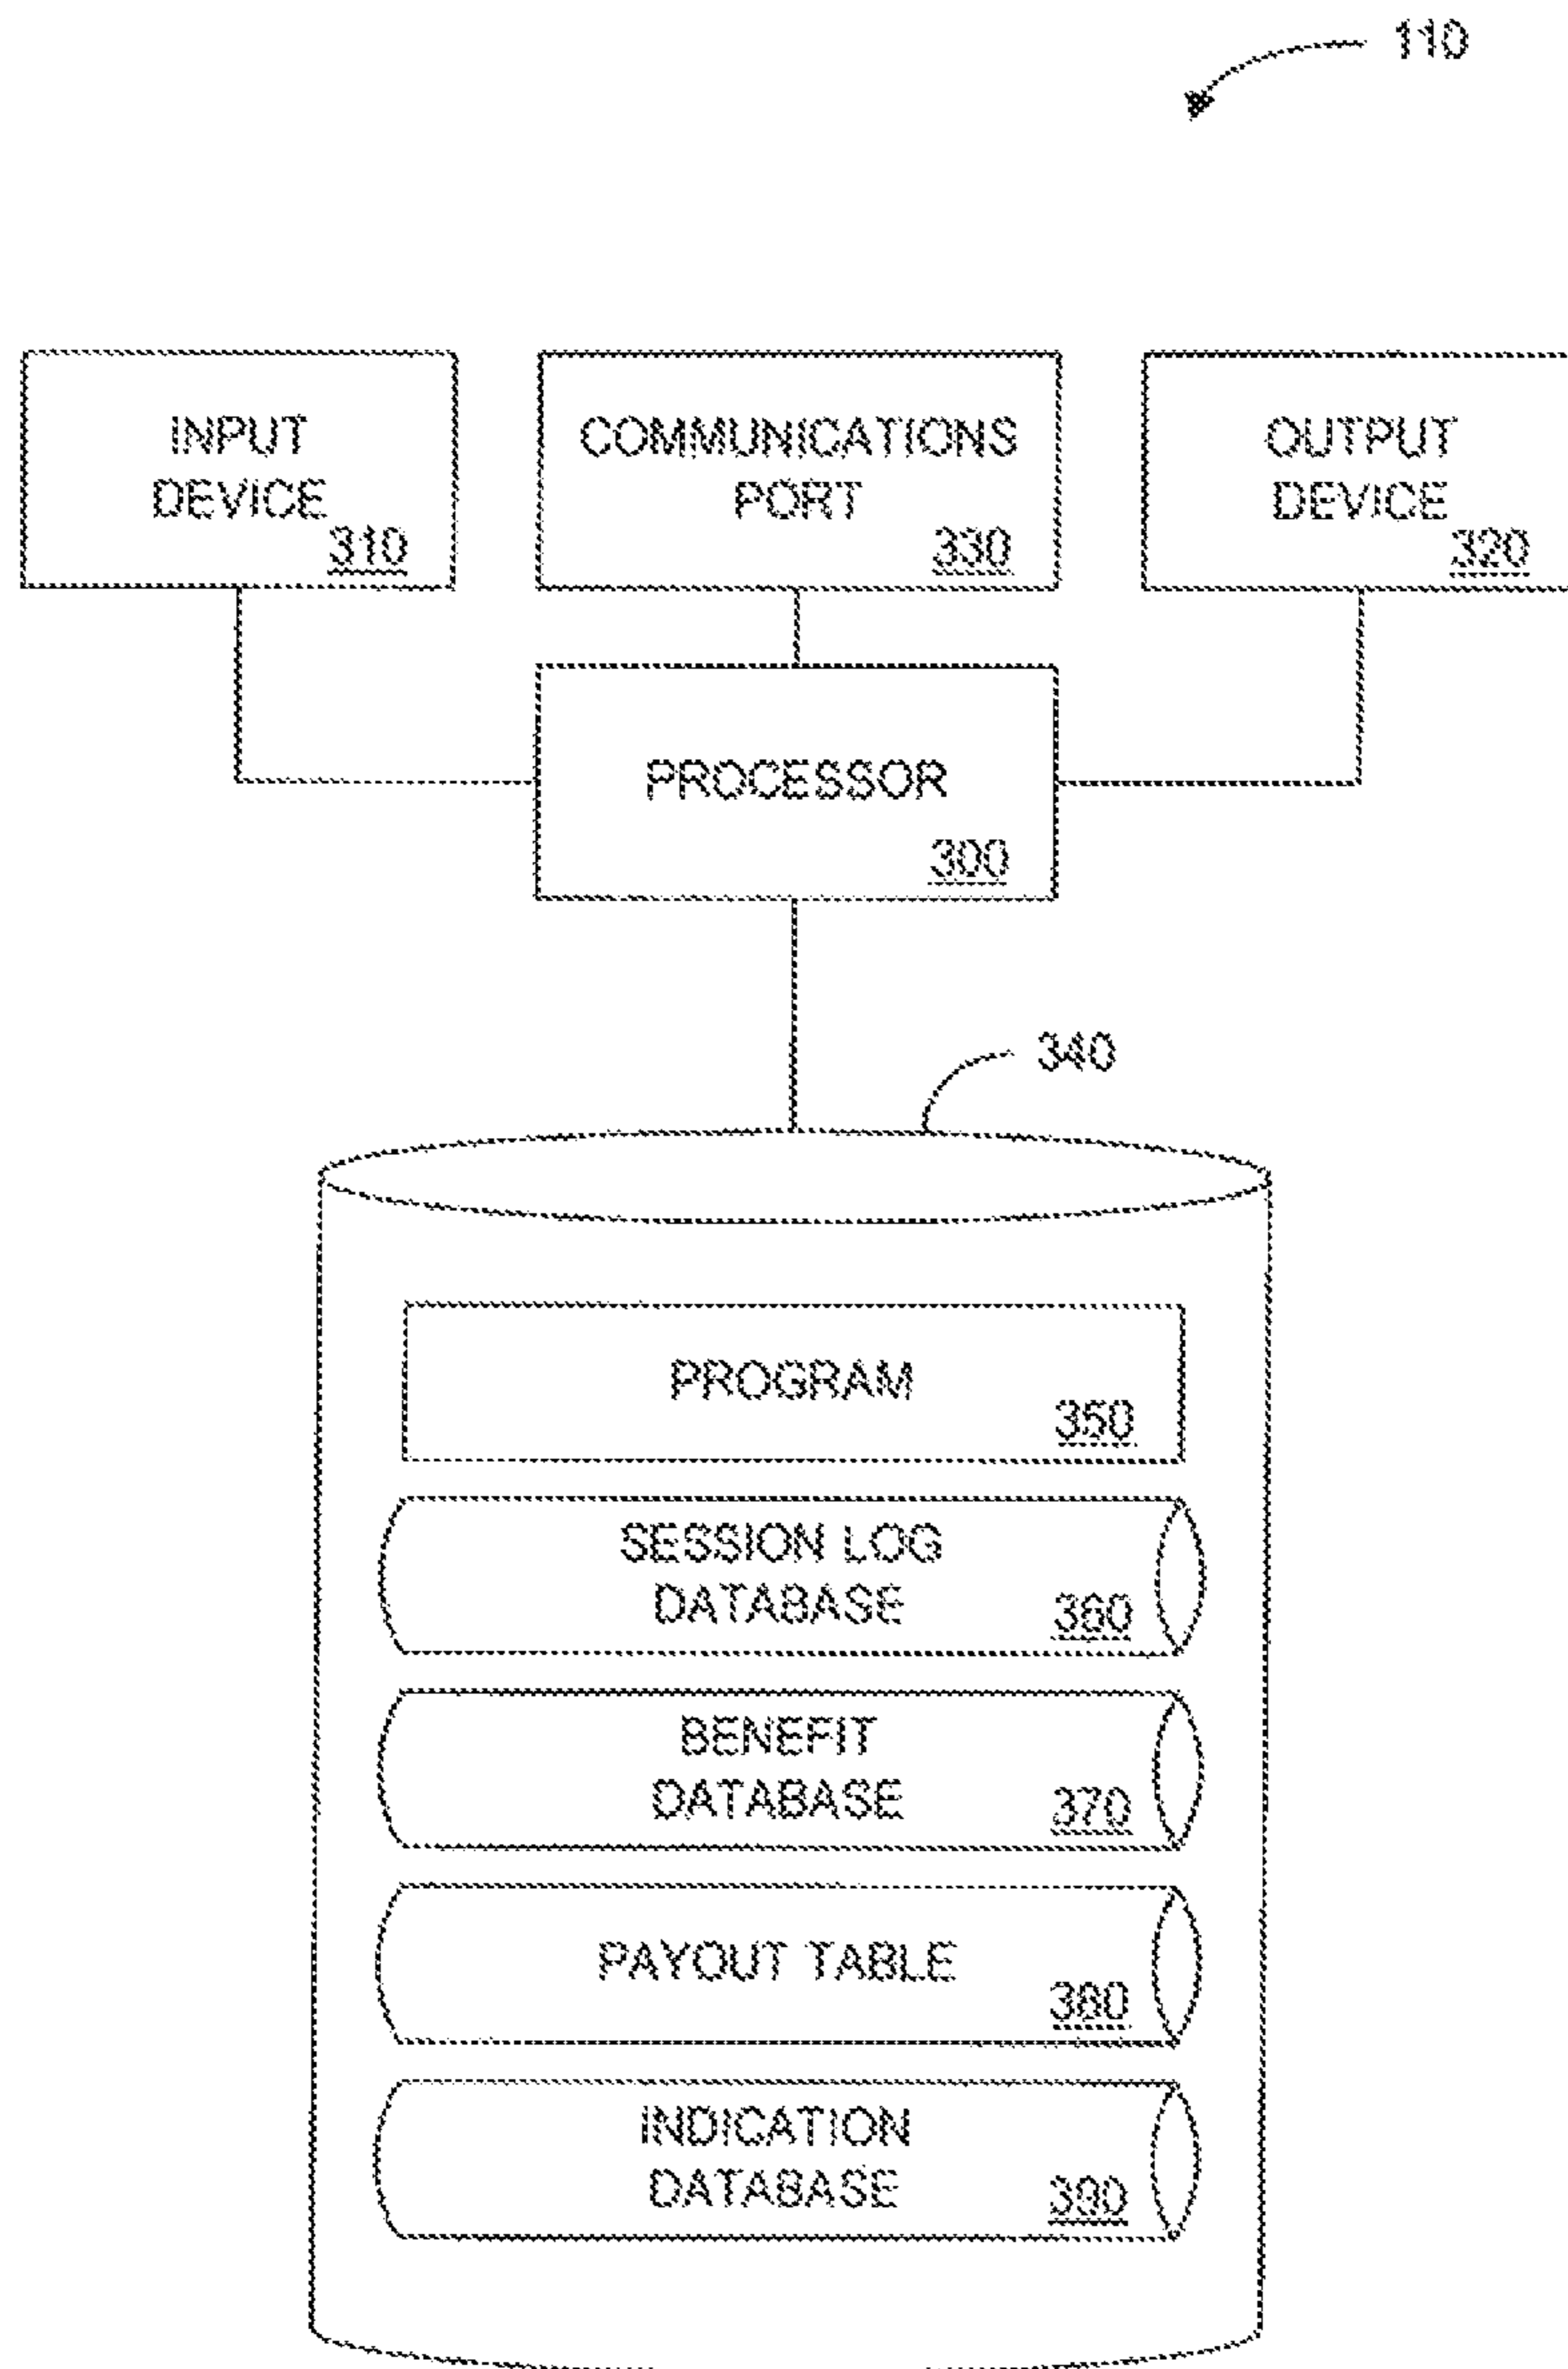 110
INPUT
DEVICE
310
COMMUNICATIONS
PORT
330
OUTPUT
DEVICE
320
PROCESSOR
300
340
PROGRAM
350
SESSION LOG
DATABASE
360
BENEFIT
DATABASE
370
PAYOUT TABLE
380
INDICATION
DATABASE
390